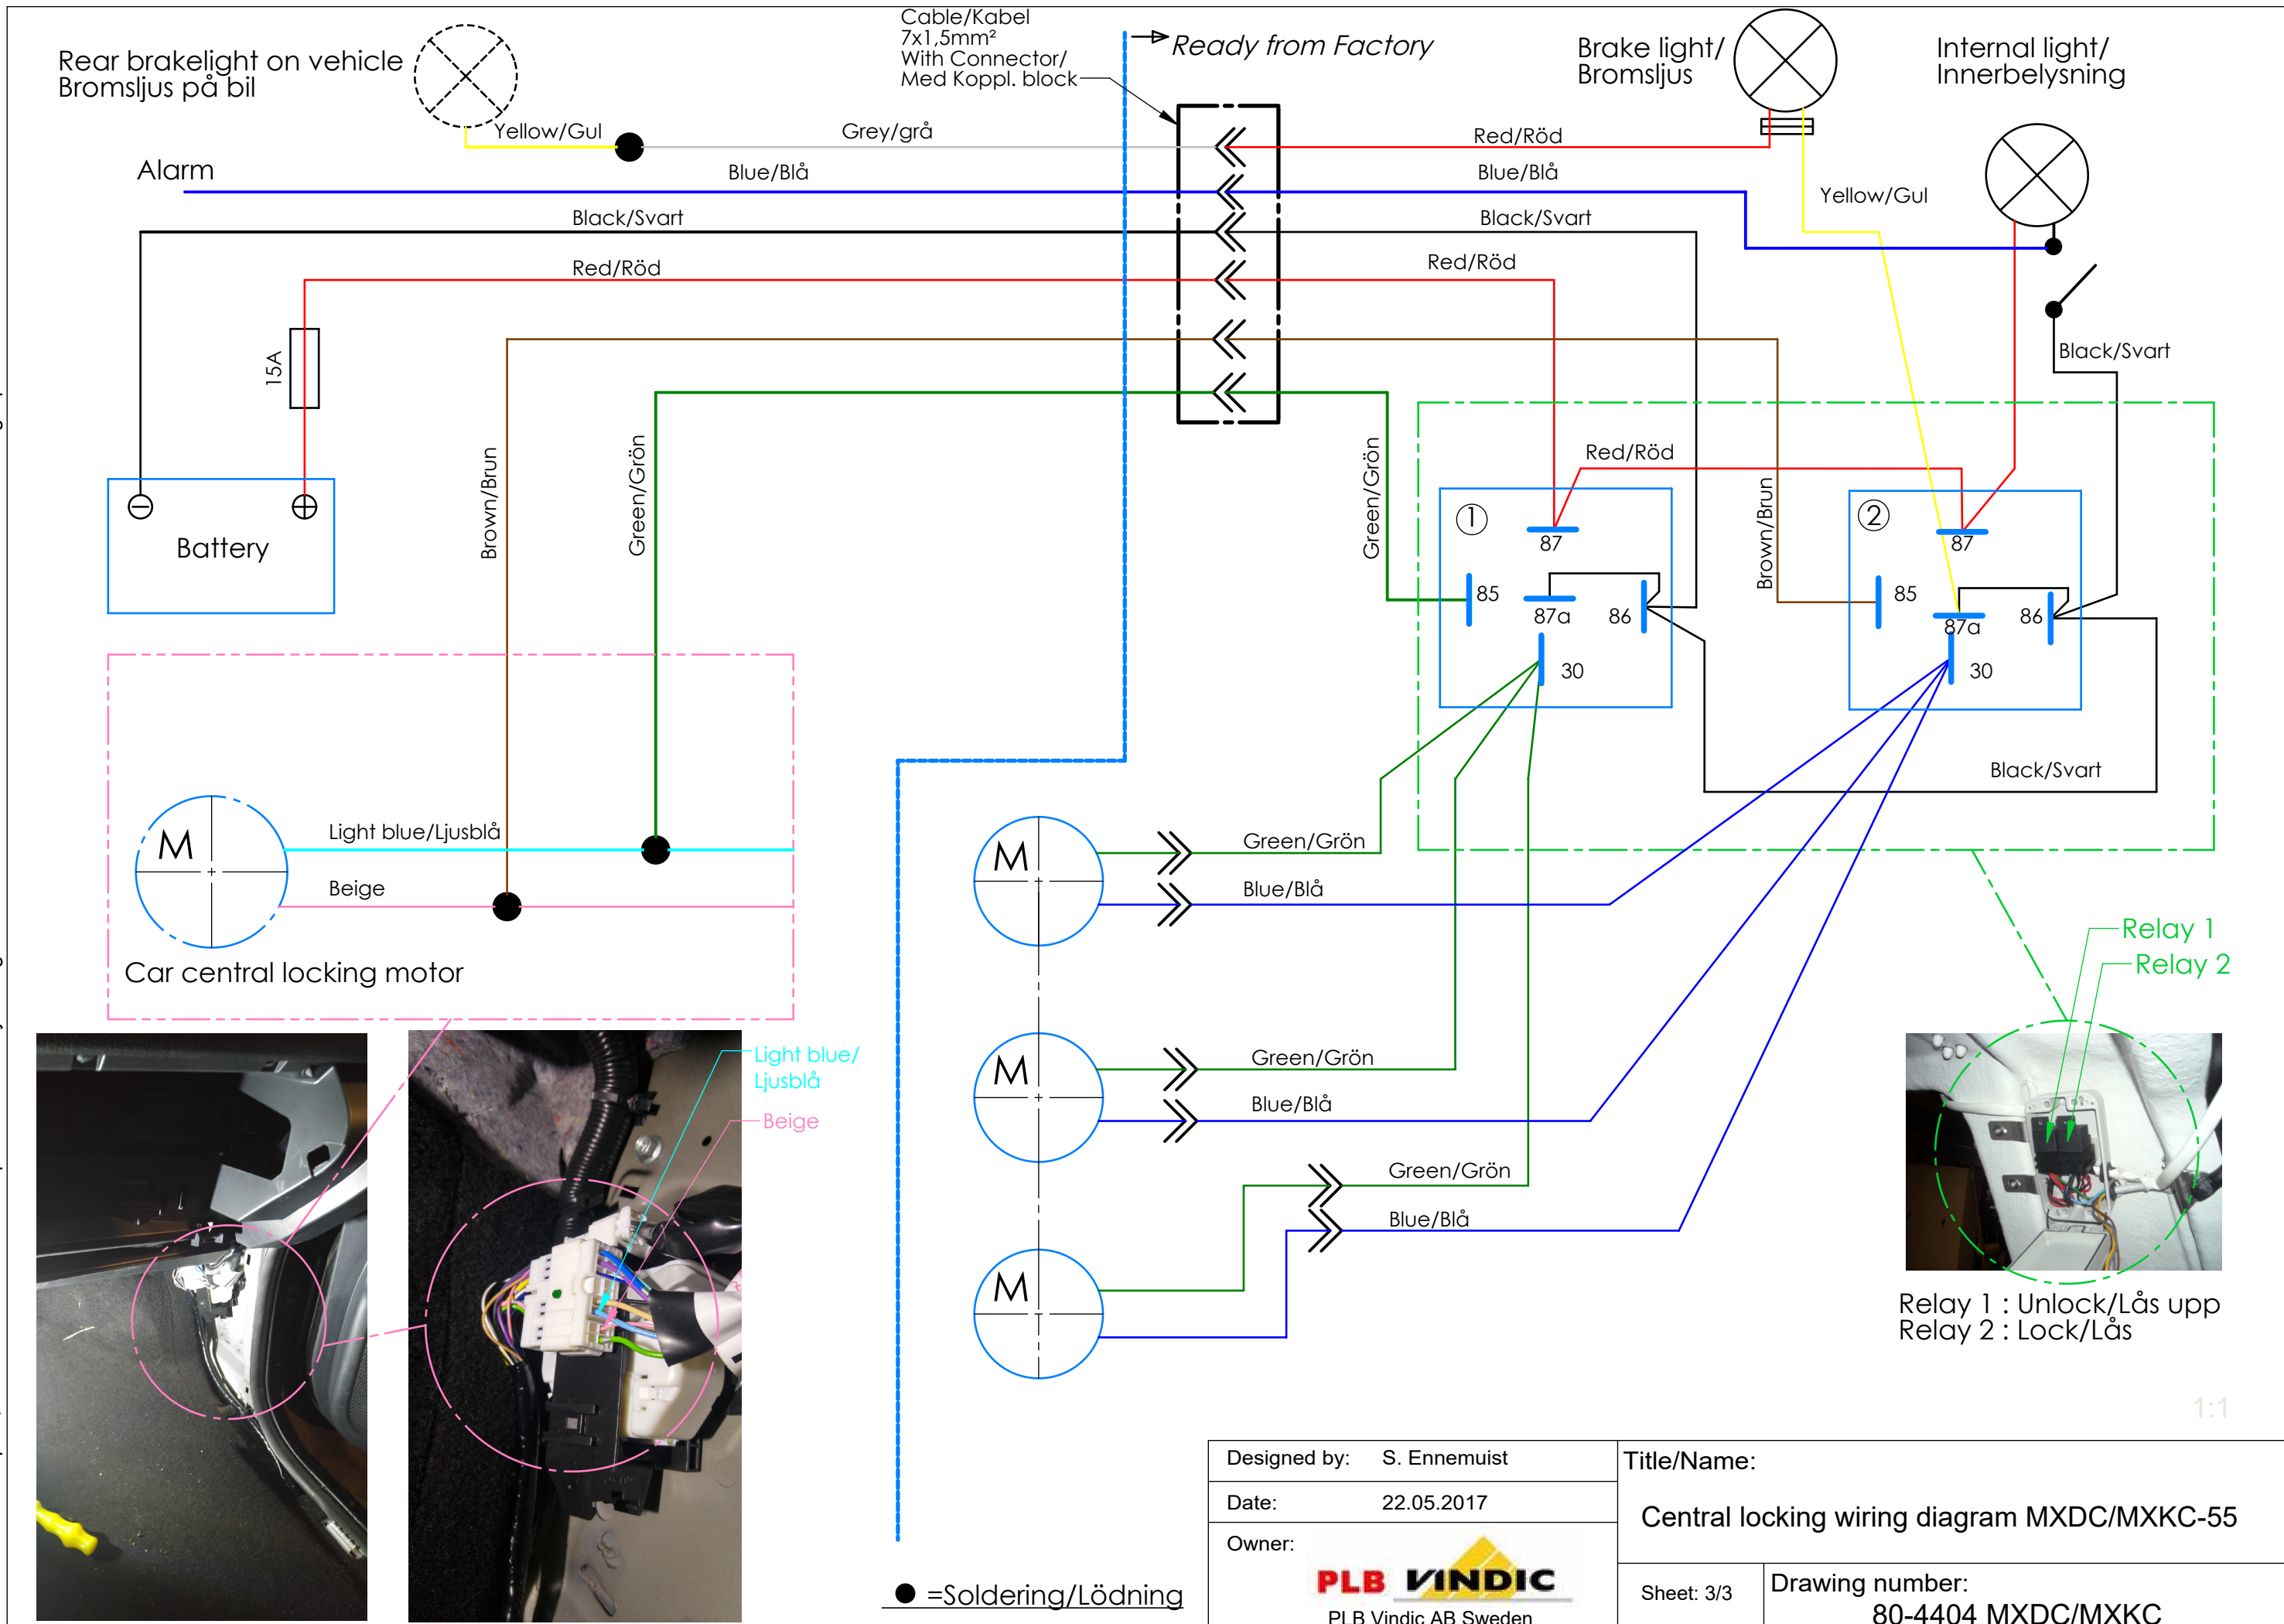 Rear brakelight on vehicle
Bromsljus på bil
Cable/Kabel
7x1,5mm²
With Connector/
Med Koppl. block
Ready from Factory
Brake light/
Bromsljus
Internal light/
Innerbelysning
Yellow/Gul
Grey/grå
Red/Röd
Alarm
Blue/Blå
Blue/Blå
Yellow/Gul
Black/Svart
Black/Svart
Red/Röd
Red/Röd
Black/Svart
15A
Battery
Brown/Brun
Green/Grön
Green/Grön
Red/Röd
Brown/Brun
1
87
85
87a
86
30
2
87
85
87a
86
30
Black/Svart
M
Light blue/Ljusblå
Beige
Car central locking motor
M
Green/Grön
Blue/Blå
M
Green/Grön
Blue/Blå
M
Green/Grön
Blue/Blå
Light blue/
Ljusblå
Beige
Relay 1
Relay 2
Relay 1 : Unlock/Lås upp
Relay 2 : Lock/Lås
1:1
=Soldering/Lödning
Designed by: S. Ennemuist
Date: 22.05.2017
Owner:
PLB VINDIC
PLB Vindic AB Sweden
Title/Name:
Central locking wiring diagram MXDC/MXKC-55
Sheet: 3/3
Drawing number:
80-4404 MXDC/MXKC